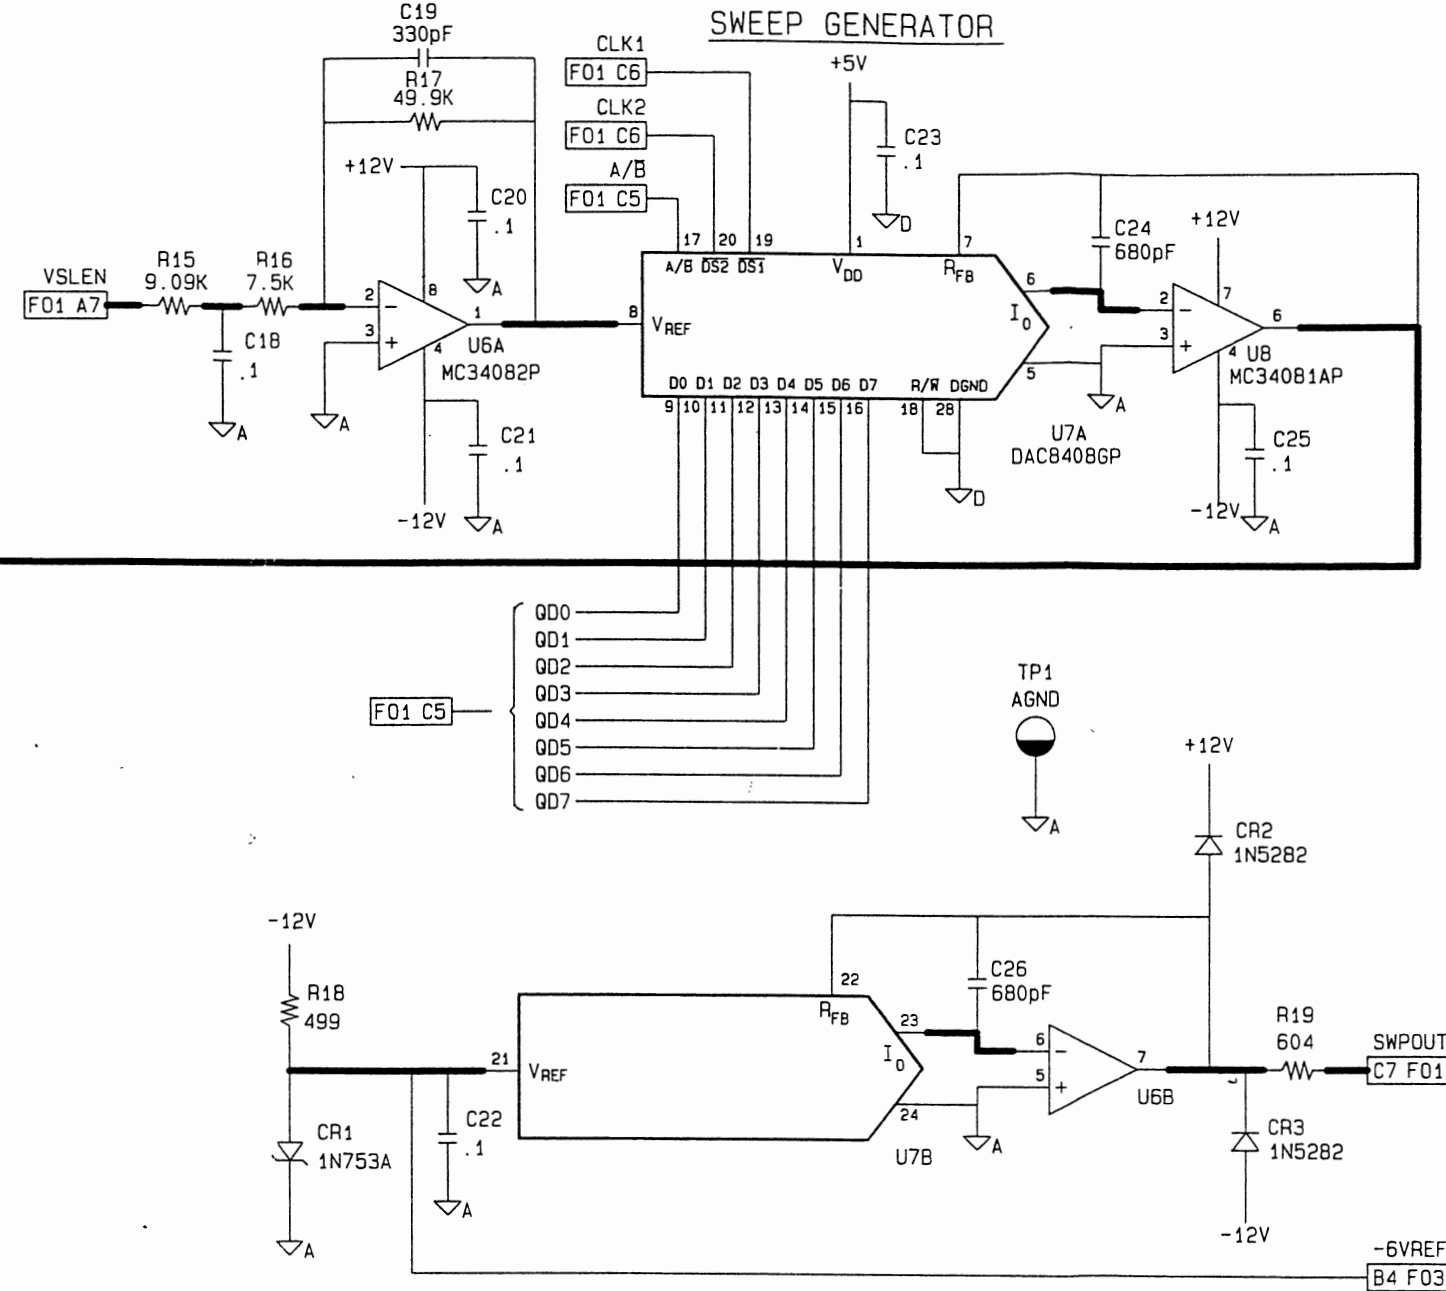 SWEEP GENERATOR
C19
330pF
R17
49.9K
CLK1
F01 C6
CLK2
F01 C6
A/B̅
F01 C5
+5V
C23
.1
D
+12V
C20
.1
A
17 20 19 1 7
A/B D̅S̅2̅ D̅S̅1̅ VDD RFB
C24
680pF
+12V
VSLEN
F01 A7
R15
9.09K
R16
7.5K
C18
.1
A
2
3
8
1
4
-
+
U6A
MC34082P
A
8
VREF
6
IO
5
2
3
7
6
4
-
+
U8
MC34081AP
A
D0 D1 D2 D3 D4 D5 D6 D7 R/W̅ DGND
9 10 11 12 13 14 15 16 18 28
U7A
DAC8408GP
C21
.1
-12V
A
D
C25
.1
-12V
A
QD0
QD1
QD2
QD3
QD4
QD5
QD6
QD7
F01 C5
TP1
AGND
A
+12V
CR2
1N5282
-12V
R18
499
22
RFB
C26
680pF
21
VREF
23
IO
24
6
5
7
-
+
U6B
R19
604
SWPOUT
C7 F01
CR1
1N753A
C22
.1
A
A
U7B
A
CR3
1N5282
-12V
-6VREF
B4 F03